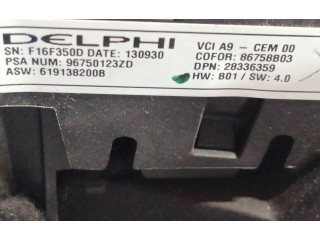 DELPHI
VCI A9 - CEM 00
SN: F16F350D DATE: 130930
COFOR: 86758B03
PSA NUM: 96750123ZD
DPN: 28336359
ASW: 619138200B
HW: B01 / SW: 4.0